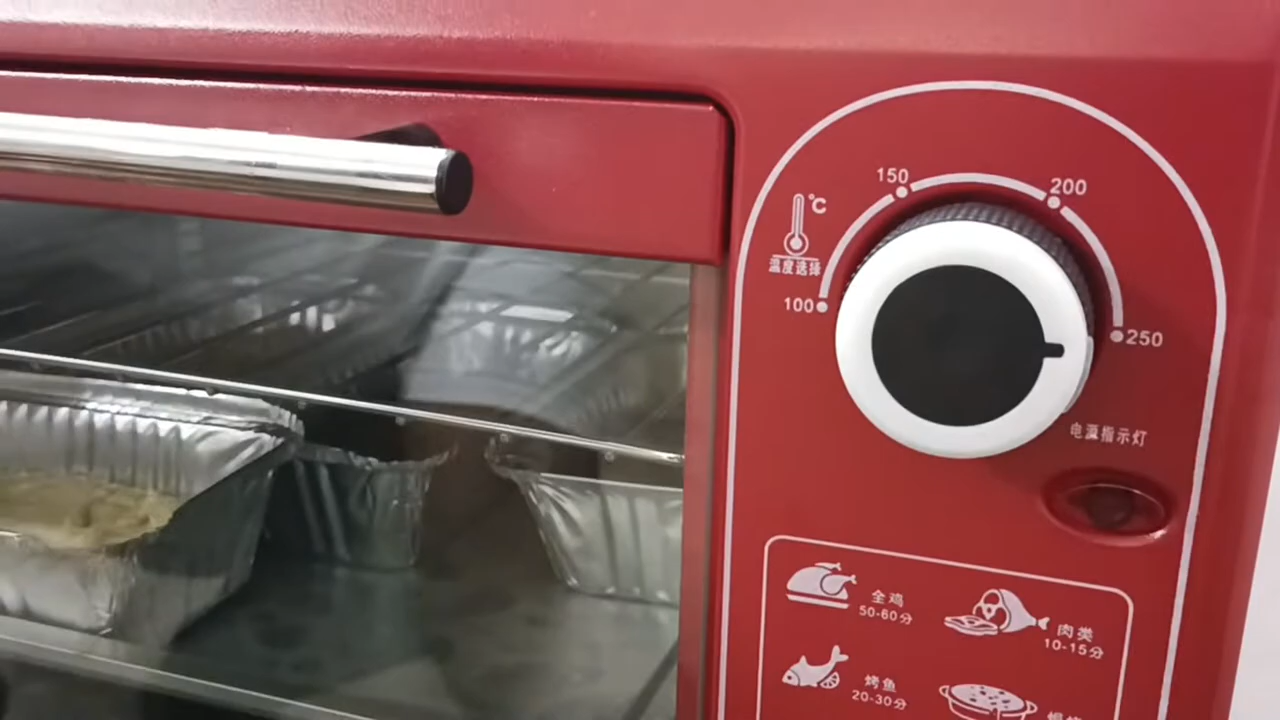 150
200
℃
温度选择
100
250
电源指示灯
全鸡
50-60分
肉类
10-15分
烤鱼
20-30分